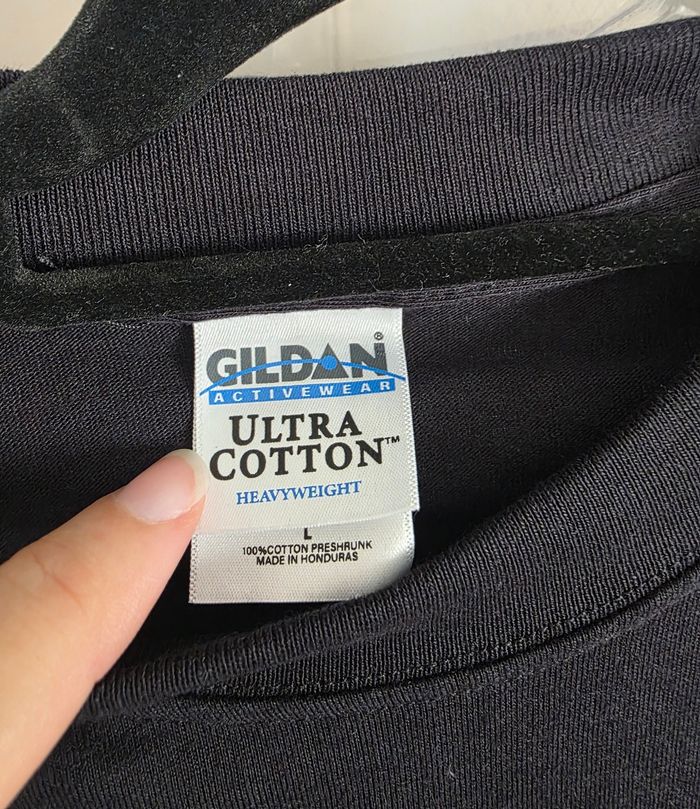 GILDAN®
ACTIVEWEAR
ULTRA
COTTON™
HEAVYWEIGHT
L
100%COTTON PRESHRUNK
MADE IN HONDURAS